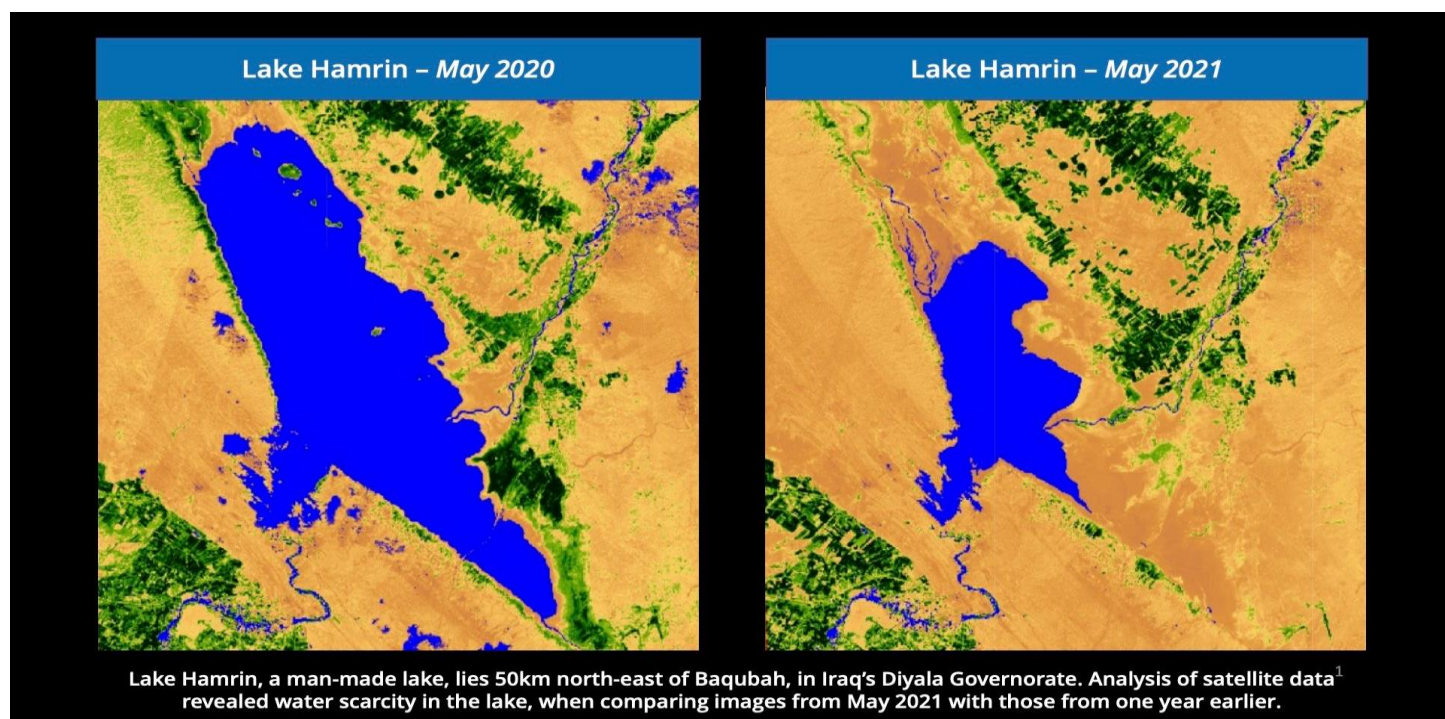 Lake Hamrin – May 2020
Lake Hamrin – May 2021
Lake Hamrin, a man-made lake, lies 50km north-east of Baqubah, in Iraq’s Diyala Governorate. Analysis of satellite data1
revealed water scarcity in the lake, when comparing images from May 2021 with those from one year earlier.